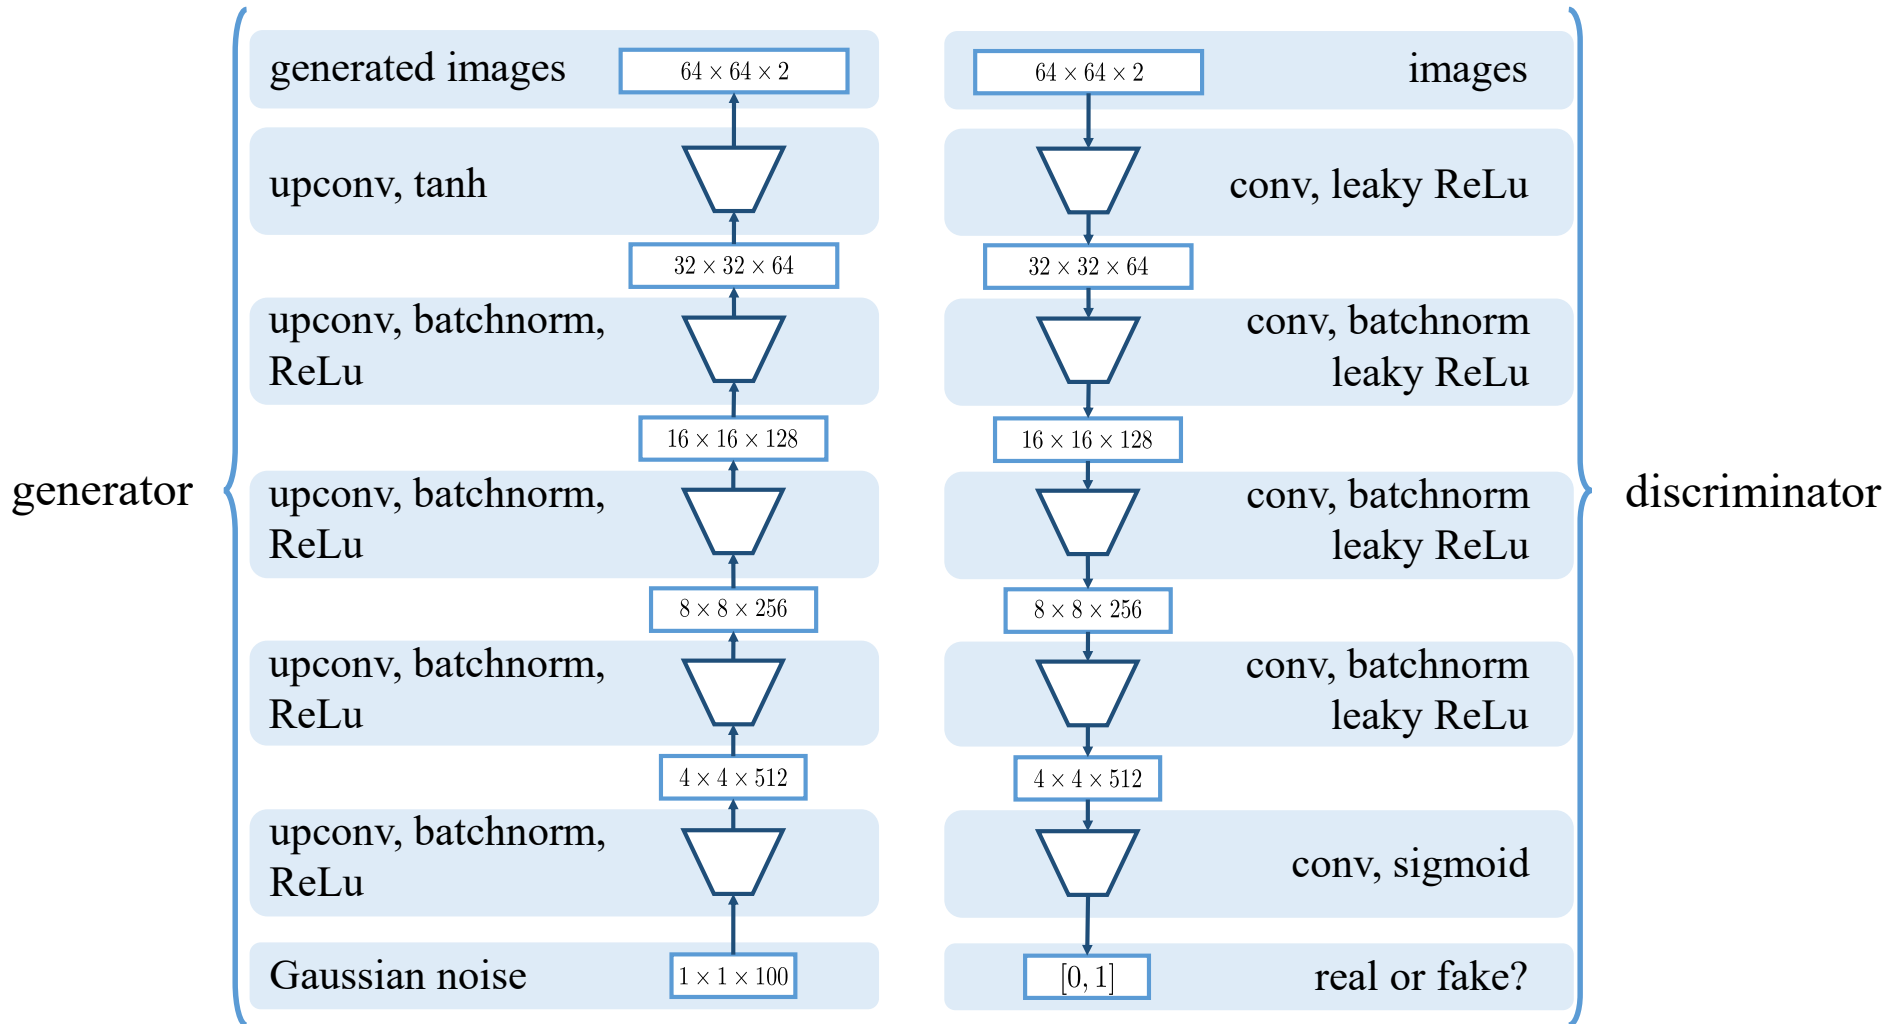 generator
generated images
64 × 64 × 2
upconv, tanh
32 × 32 × 64
upconv, batchnorm,
ReLu
16 × 16 × 128
upconv, batchnorm,
ReLu
8 × 8 × 256
upconv, batchnorm,
ReLu
4 × 4 × 512
upconv, batchnorm,
ReLu
Gaussian noise
1 × 1 × 100
64 × 64 × 2
images
conv, leaky ReLu
32 × 32 × 64
conv, batchnorm
leaky ReLu
16 × 16 × 128
conv, batchnorm
leaky ReLu
8 × 8 × 256
conv, batchnorm
leaky ReLu
4 × 4 × 512
conv, sigmoid
[0, 1]
real or fake?
discriminator